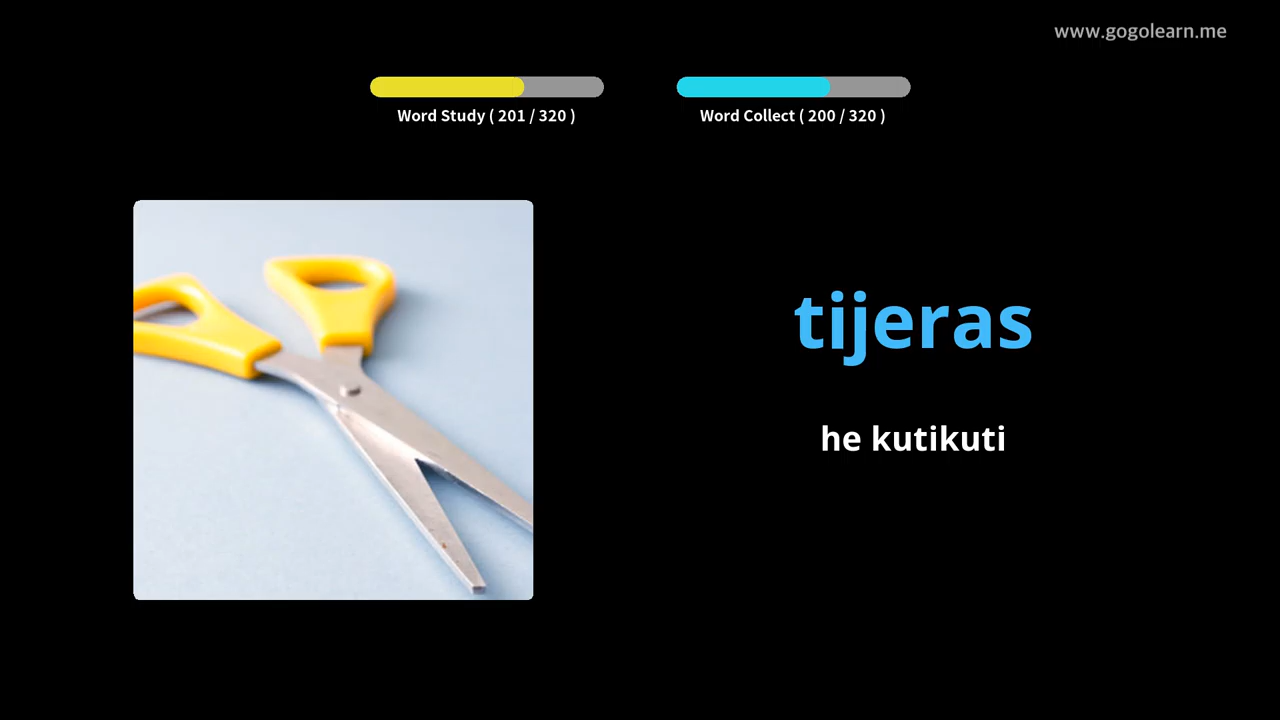 www.gogolearn.me
Word Study ( 201 / 320 )
Word Collect ( 200 / 320 )
tijeras
he kutikuti